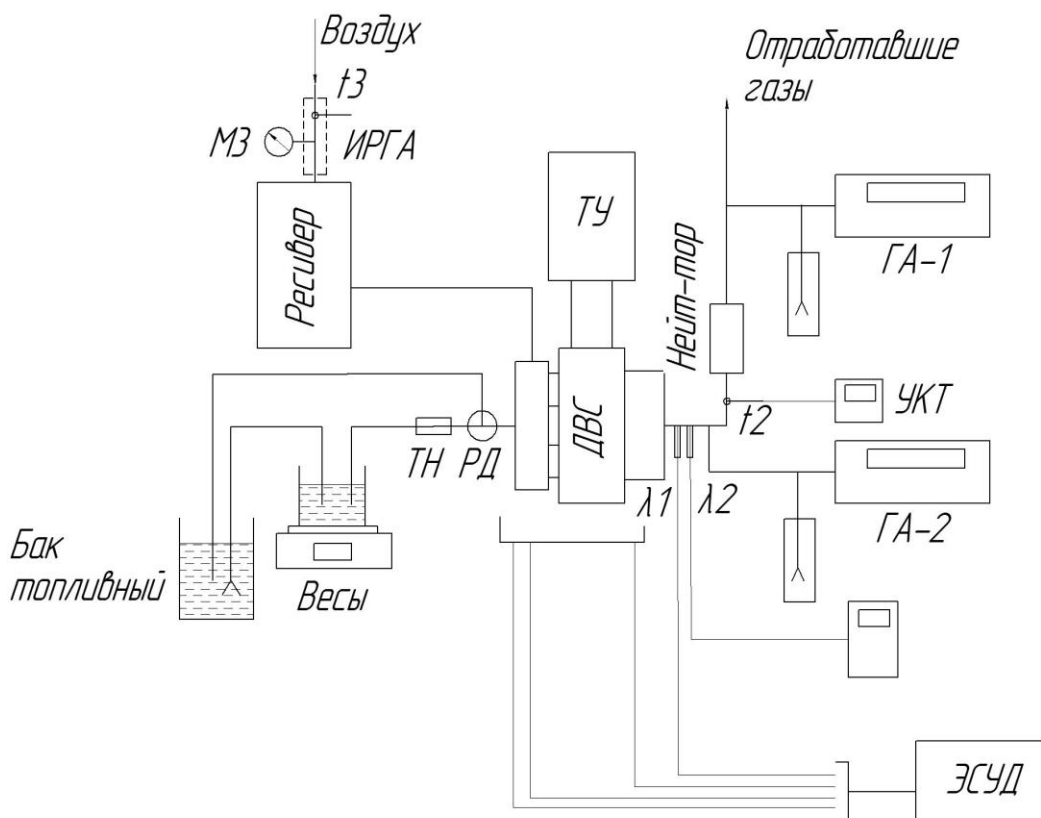 Воздух
t3
МЗ
ИРГА
Ресивер
ТУ
Отработавшие
газы
ГА-1
Нейт-тор
УКТ
t2
ДВС
ТН
РД
λ1
λ2
ГА-2
Бак
топливный
Весы
ЭСУД